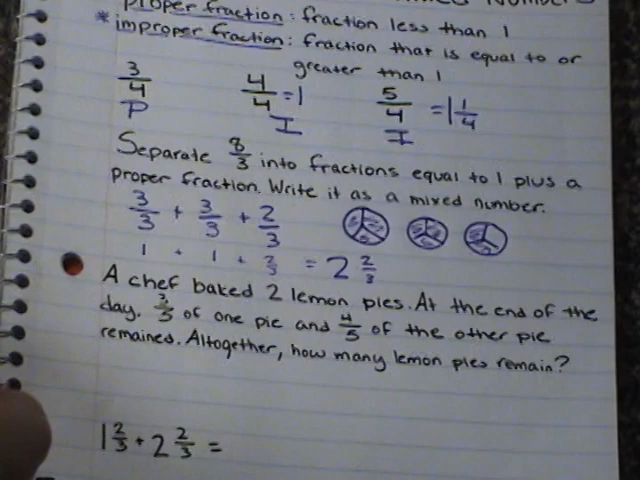 Proper fraction: fraction less than 1
* improper fraction: fraction that is equal to or
greater than 1
3/4 4/4 = 1 5/4 = 1 1/4
P I I
Separate 8/3 into fractions equal to 1 plus a
proper fraction. Write it as a mixed number.
3/3 + 3/3 + 2/3
1 + 1 + 2/3 = 2 2/3
A chef baked 2 lemon pies. At the end of the
day, /5 of one pie and 4/5 of the other pie
remained. Altogether, how many lemon pies remain?
1 2/3 + 2 2/3 =